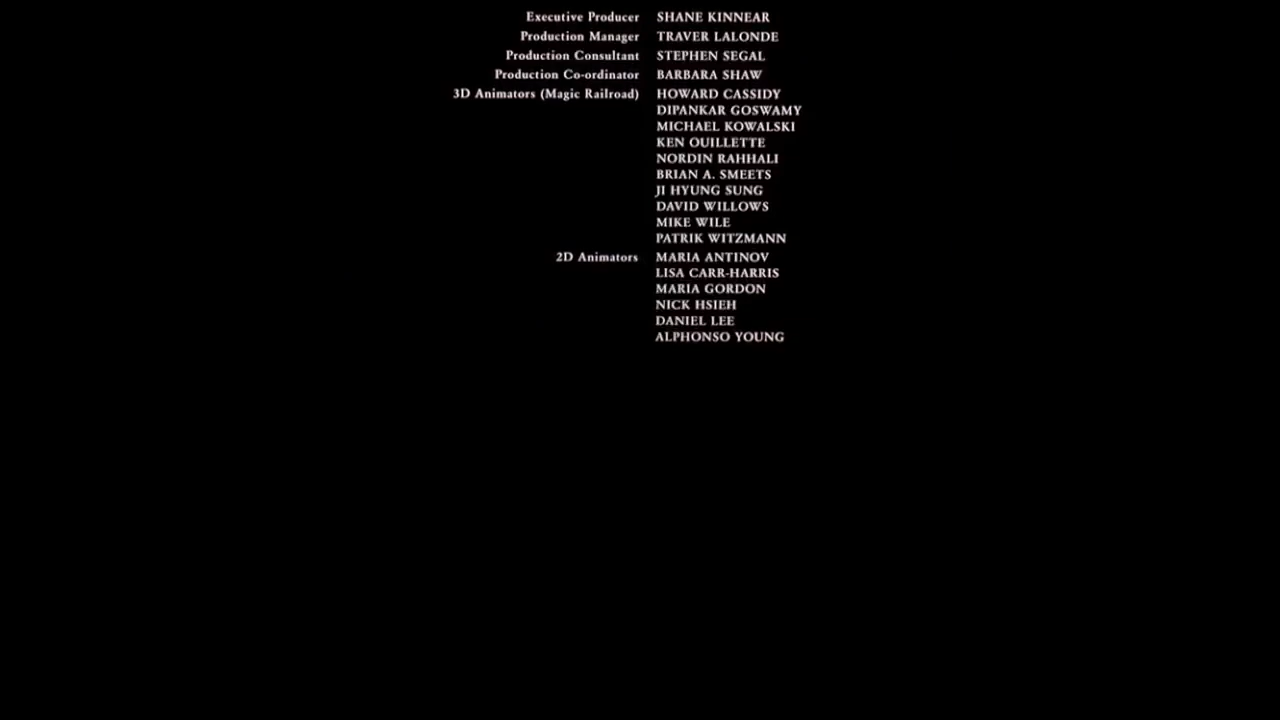 Executive Producer SHANE KINNEAR
Production Manager TRAVER LALONDE
Production Consultant STEPHEN SEGAL
Production Co-ordinator BARBARA SHAW
3D Animators (Magic Railroad) HOWARD CASSIDY
DIPANKAR GOSWAMY
MICHAEL KOWALSKI
KEN OUILLETTE
NORDIN RAHHALI
BRIAN A. SMEETS
JI HYUNG SUNG
DAVID WILLOWS
MIKE WILE
PATRIK WITZMANN
2D Animators MARIA ANTINOV
LISA CARR-HARRIS
MARIA GORDON
NICK HSIEH
DANIEL LEE
ALPHONSO YOUNG